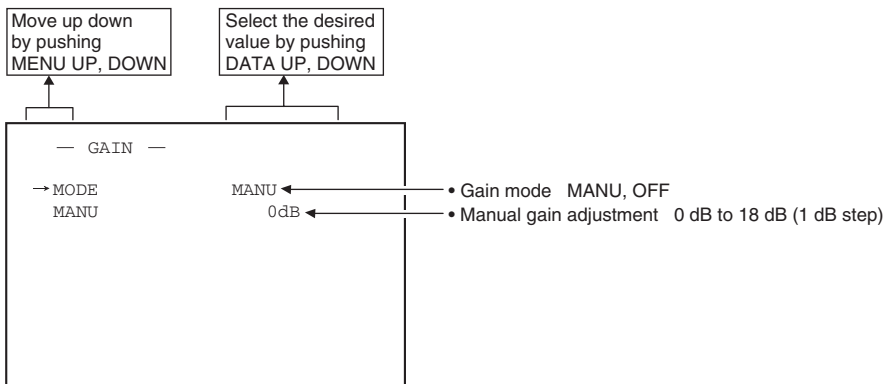 Move up down
by pushing
MENU UP, DOWN
Select the desired
value by pushing
DATA UP, DOWN
— GAIN —
→MODE MANU • Gain mode MANU, OFF
MANU 0dB • Manual gain adjustment 0 dB to 18 dB (1 dB step)